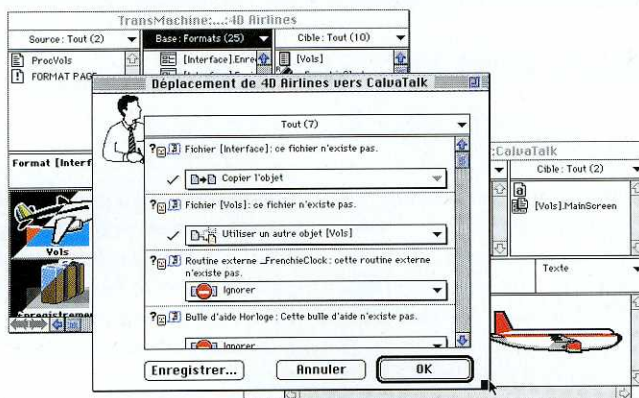 TransMachine:...:4D Airlines
Source: Tout (2)
Base: Formats (25)
Cible: Tout (10)
ProcVols
FORMAT PAGE
[Interface].Enre
[Vols]
Format [Interf
Vols
Enregistreme
Déplacement de 4D Airlines vers CalvaTalk
Tout (7)
Fichier [Interface]: ce fichier n'existe pas.
Copier l'objet
Fichier [Vols]: ce fichier n'existe pas.
Utiliser un autre objet [Vols]
Routine externe _FrenchieClock: cette routine externe
n'existe pas.
Ignorer
Bulle d'aide Horloge: Cette bulle d'aide n'existe pas.
Ignorer
Enregistrer...
Annuler
OK
:CalvaTalk
Cible: Tout (2)
[Vols].MainScreen
Texte